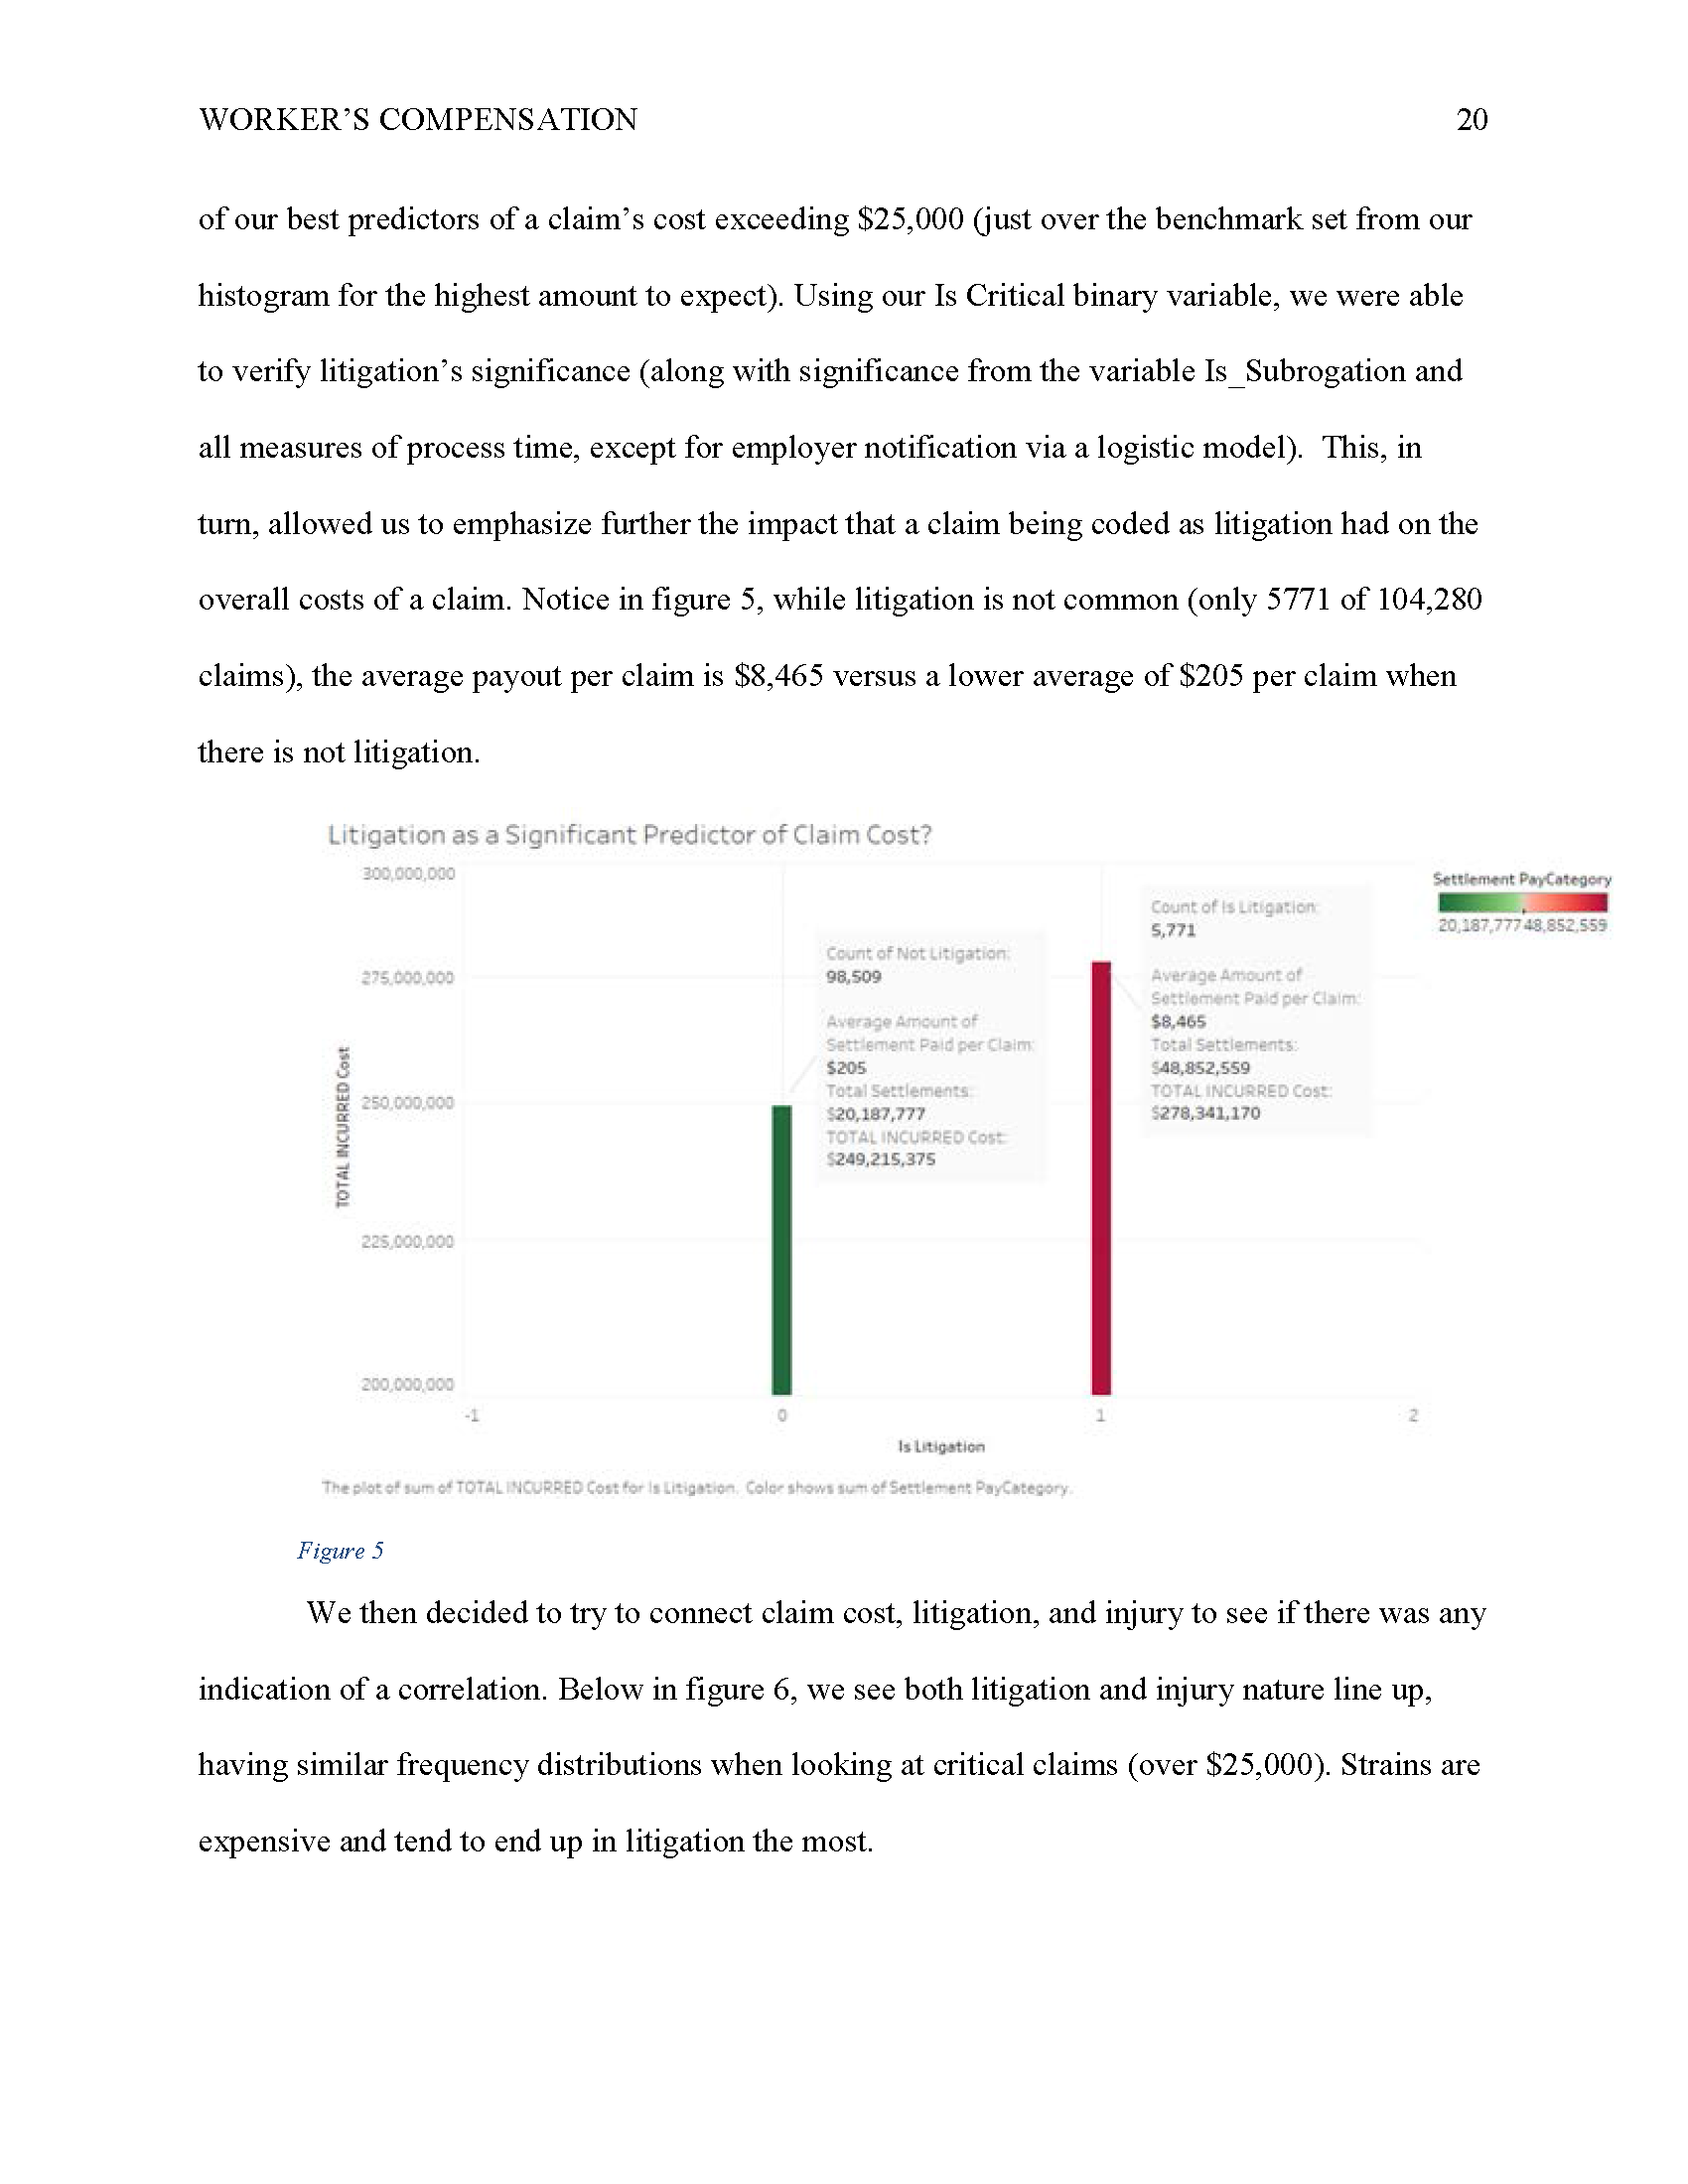 WORKER'S COMPENSATION 20
of our best predictors of a claim's cost exceeding $25,000 (just over the benchmark set from our
histogram for the highest amount to expect). Using our Is Critical binary variable, we were able
to verify litigation's significance (along with significance from the variable Is_Subrogation and
all measures of process time, except for employer notification via a logistic model).  This, in
turn, allowed us to emphasize further the impact that a claim being coded as litigation had on the
overall costs of a claim. Notice in figure 5, while litigation is not common (only 5771 of 104,280
claims), the average payout per claim is $8,465 versus a lower average of $205 per claim when
there is not litigation.
Litigation as a Significant Predictor of Claim Cost?
300,000,000
275,000,000
250,000,000
225,000,000
200,000,000
TOTAL INCURRED Cost
Count of Not Litigation:
98,509
Average Amount of
Settlement Paid per Claim:
$205
Total Settlements:
$20,187,777
TOTAL INCURRED Cost:
$249,215,375
Count of Is Litigation:
5,771
Average Amount of
Settlement Paid per Claim:
$8,465
Total Settlements:
$48,852,559
TOTAL INCURRED Cost:
$278,341,170
Settlement PayCategory
20,187,777 48,852,559
-1 0 1 2
Is Litigation
The plot of sum of TOTAL INCURRED Cost for Is Litigation. Color shows sum of Settlement PayCategory.
Figure 5
We then decided to try to connect claim cost, litigation, and injury to see if there was any
indication of a correlation. Below in figure 6, we see both litigation and injury nature line up,
having similar frequency distributions when looking at critical claims (over $25,000). Strains are
expensive and tend to end up in litigation the most.